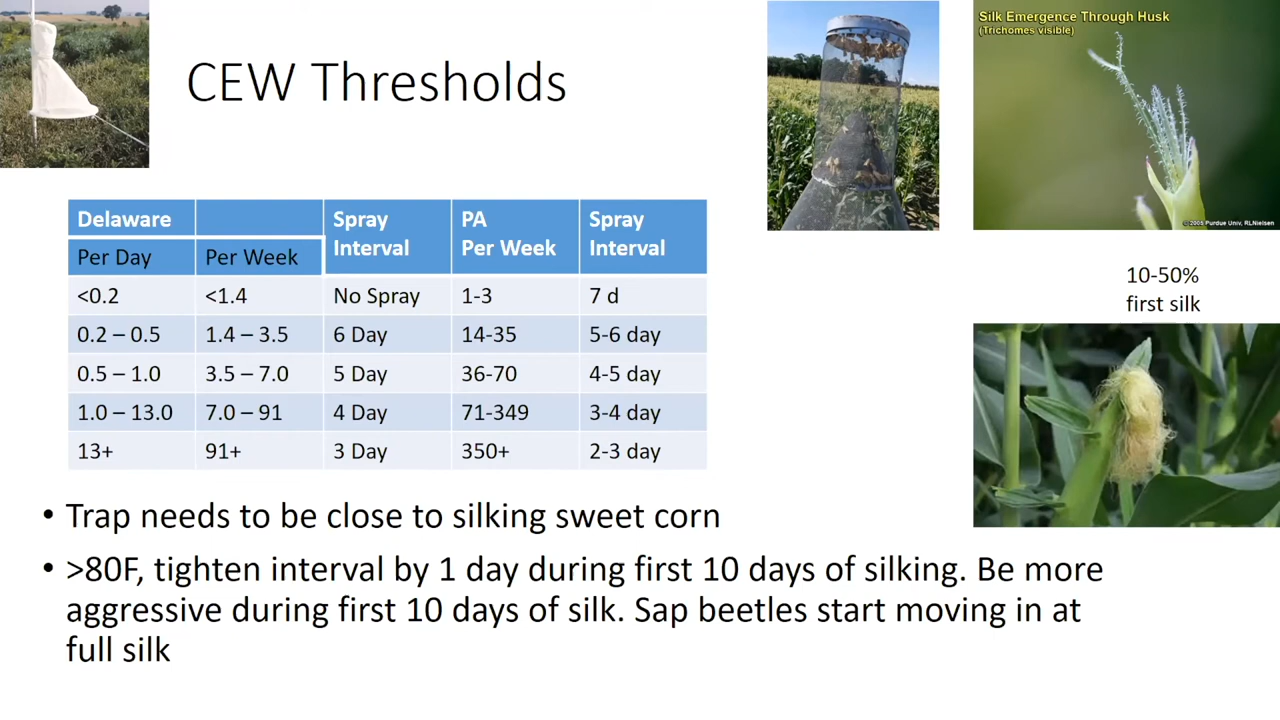 CEW Thresholds
Silk Emergence Through Husk
(Trichomes visible)
© 2005 Purdue Univ, RLNielsen
10-50%
first silk
Delaware Spray Interval PA Per Week Spray Interval
Per Day Per Week
<0.2 <1.4 No Spray 1-3 7 d
0.2 – 0.5 1.4 – 3.5 6 Day 14-35 5-6 day
0.5 – 1.0 3.5 – 7.0 5 Day 36-70 4-5 day
1.0 – 13.0 7.0 – 91 4 Day 71-349 3-4 day
13+ 91+ 3 Day 350+ 2-3 day
• Trap needs to be close to silking sweet corn
• >80F, tighten interval by 1 day during first 10 days of silking. Be more
aggressive during first 10 days of silk. Sap beetles start moving in at
full silk